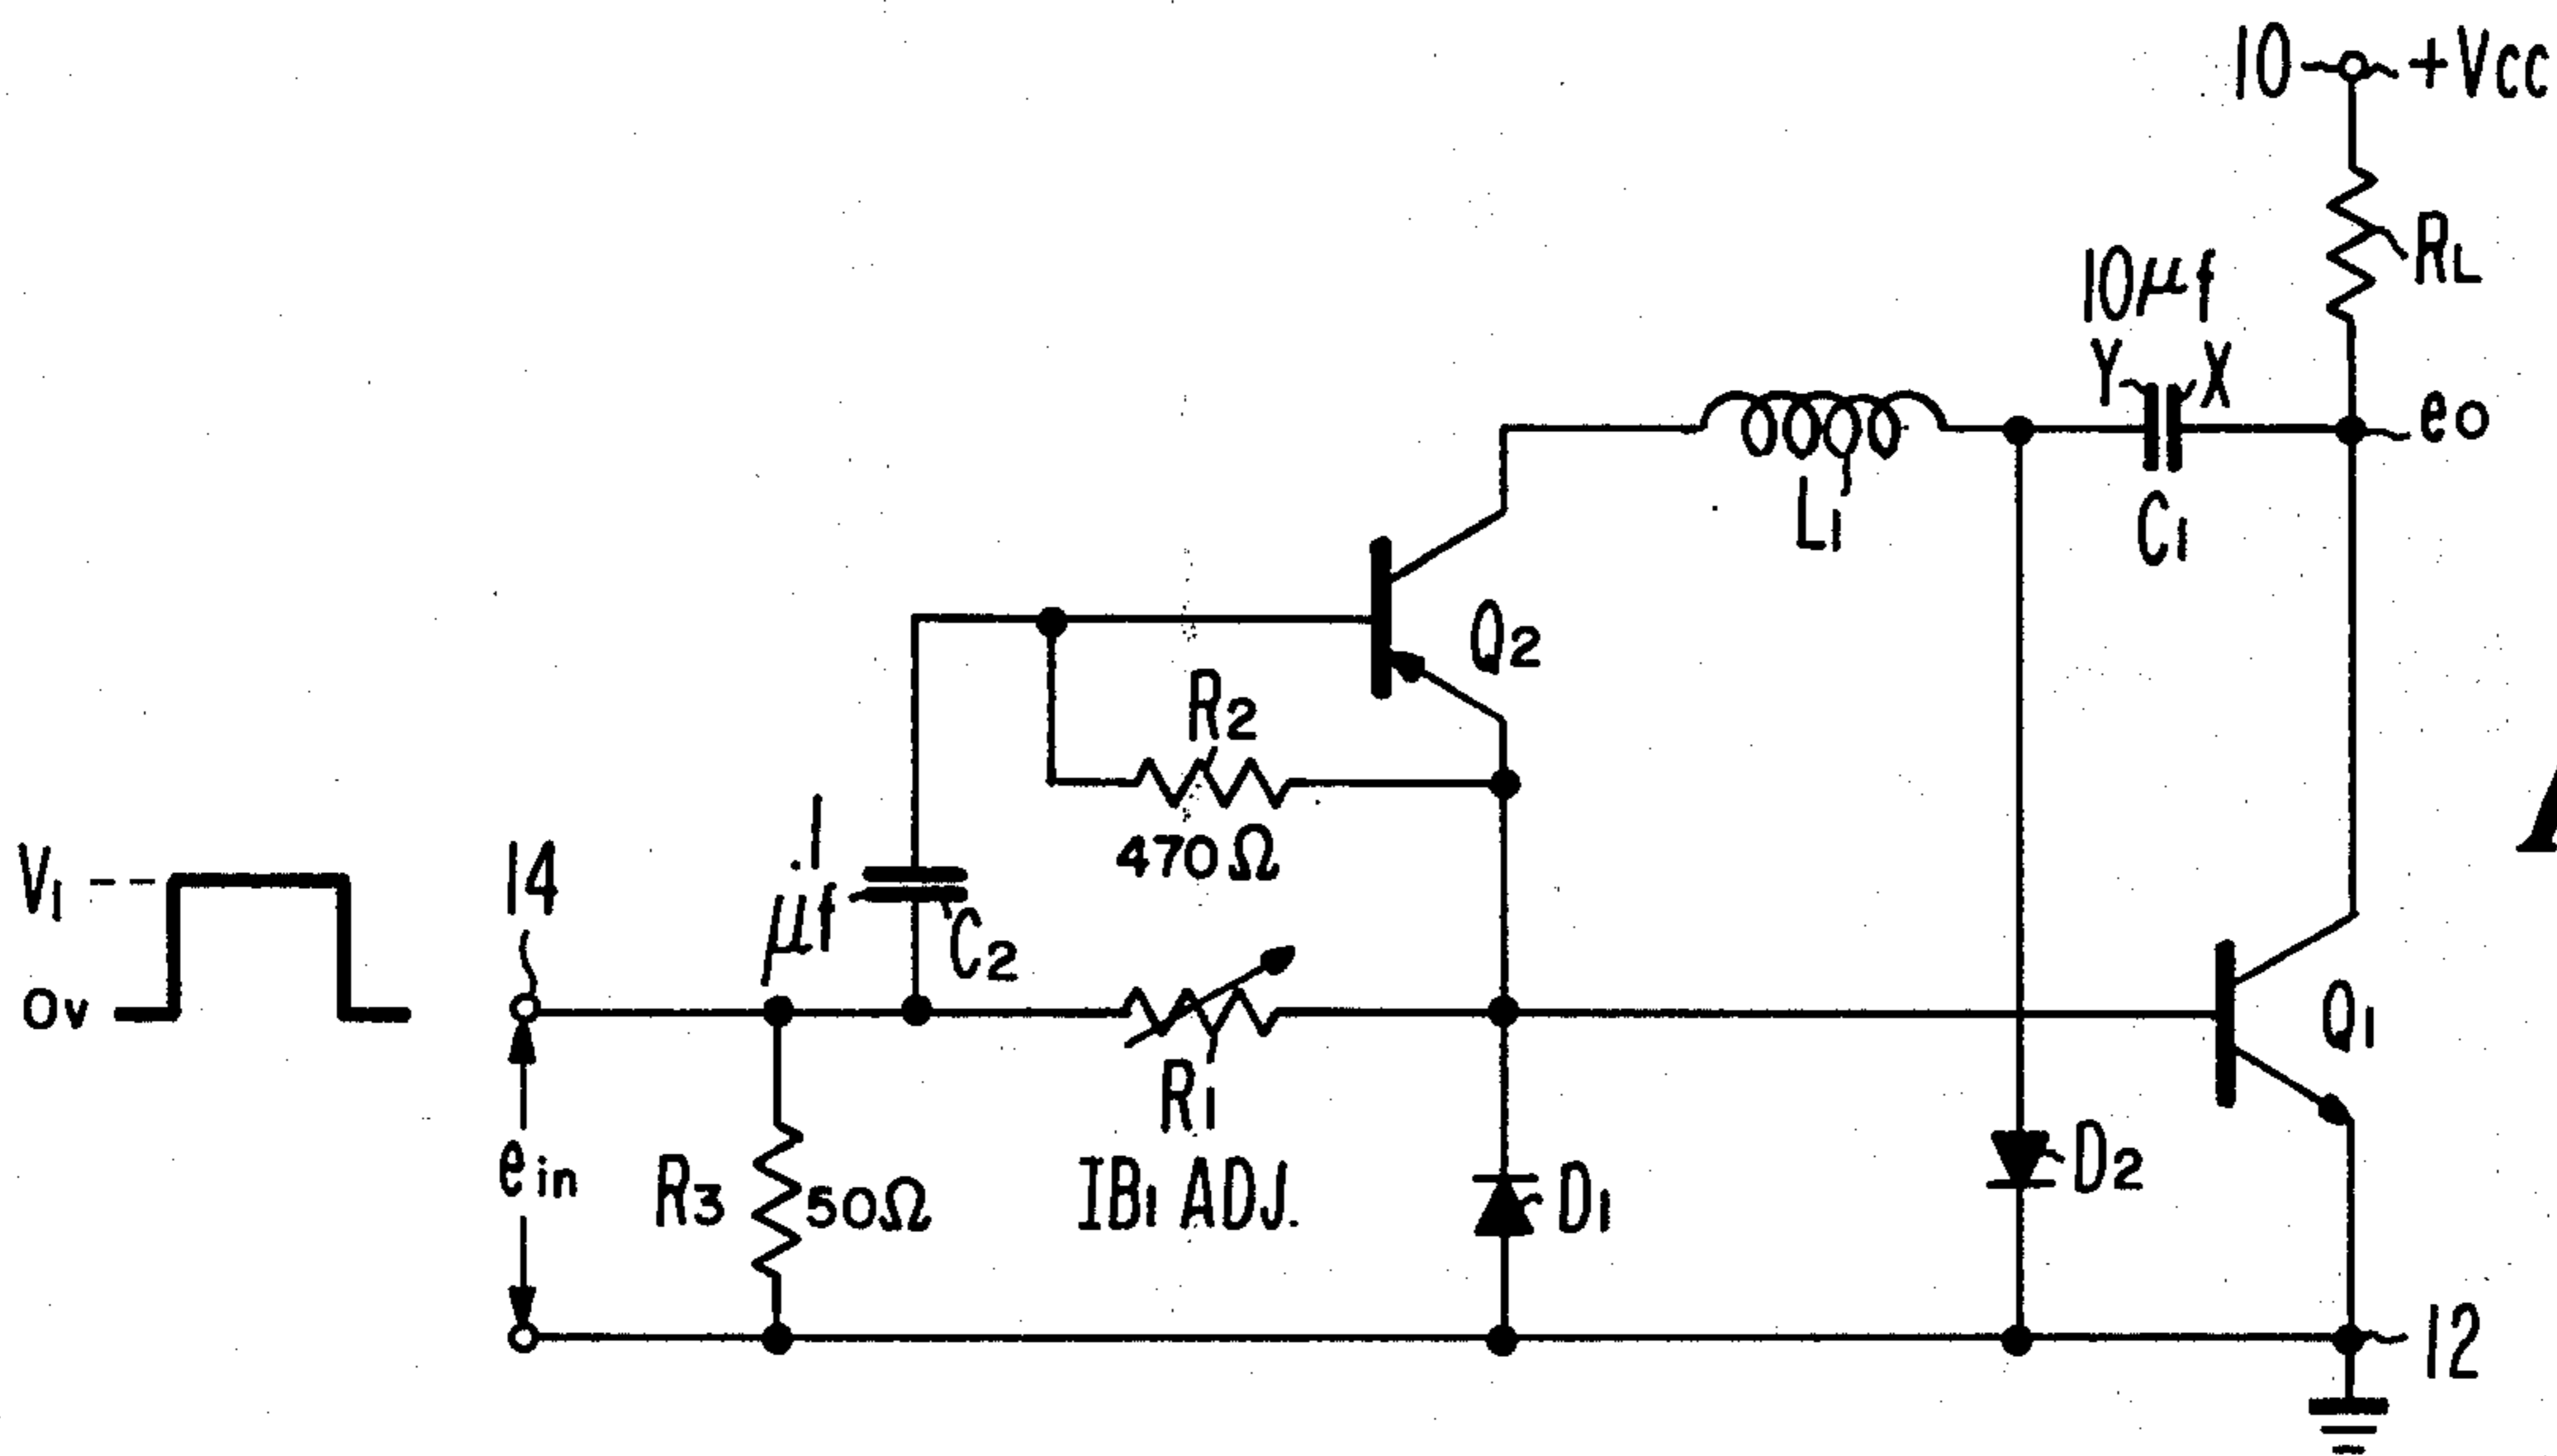 10
+Vcc
RL
10μf
Y
X
eo
L1
C1
Q2
R2
470Ω
.1
μf
C2
V1
0v
14
ein
R3
50Ω
R1
IB1 ADJ.
D1
D2
Q1
12